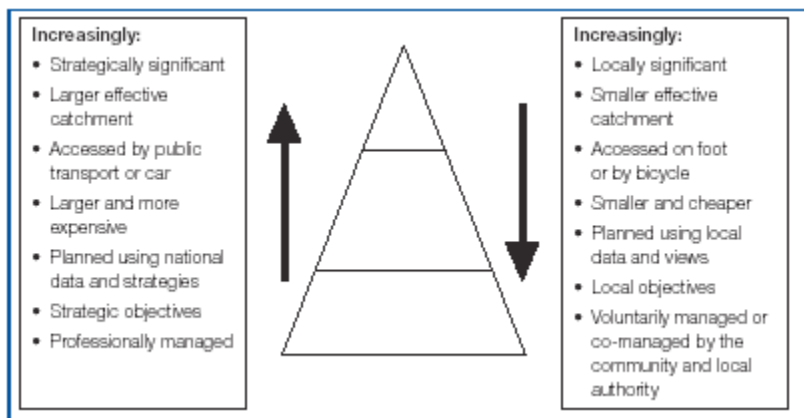 Increasingly:
• Strategically significant
• Larger effective
catchment
• Accessed by public
transport or car
• Larger and more
expensive
• Planned using national
data and strategies
• Strategic objectives
• Professionally managed
Increasingly:
• Locally significant
• Smaller effective
catchment
• Accessed on foot
or by bicycle
• Smaller and cheaper
• Planned using local
data and views
• Local objectives
• Voluntarily managed or
co-managed by the
community and local
authority